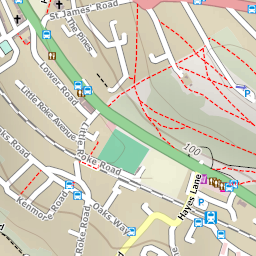 St. James' Road
The Pines
Lower Road
Little Roke Avenue
Little Roke Road
100
oaks Road
Kenmore Road
Roke Road
Oaks Way
Hayes Lane
P
P